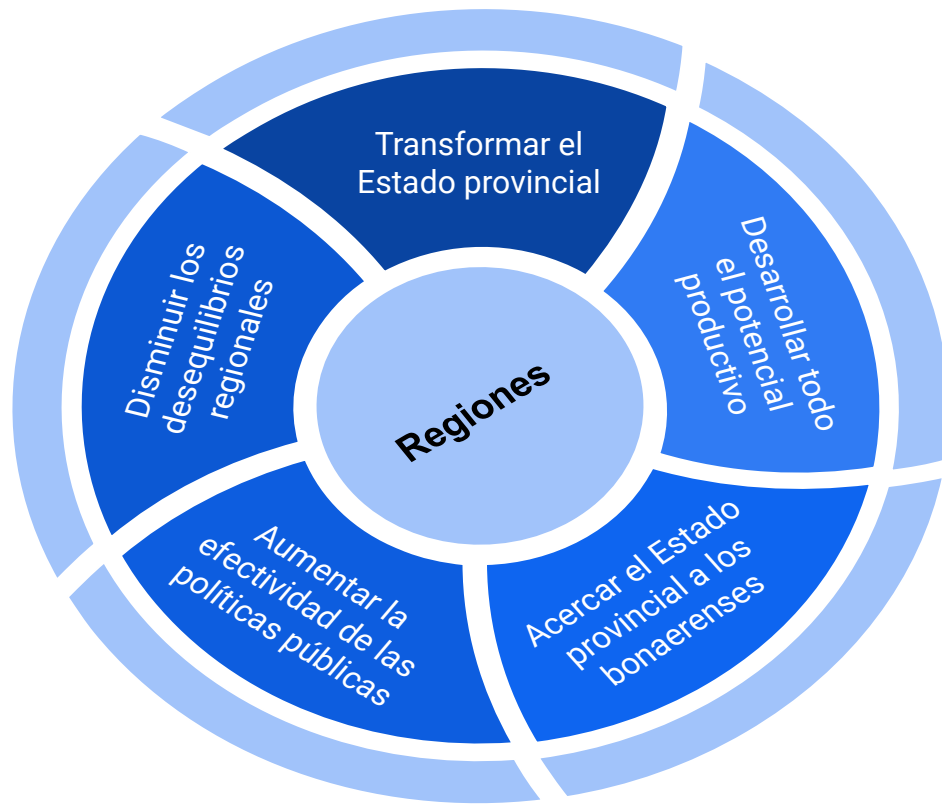 Transformar el
Estado provincial
Desarrollar todo
el potencial
productivo
Acercar el Estado
provincial a los
bonaerenses
Aumentar la
efectividad de las
políticas públicas
Disminuir los
desequilibrios
regionales
Regiones